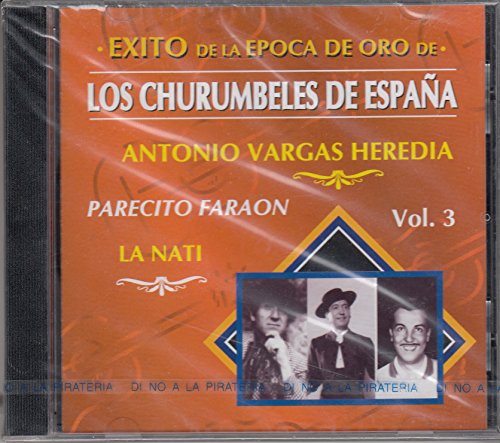 · EXITO DE LA EPOCA DE ORO DE ·
LOS CHURUMBELES DE ESPAÑA
ANTONIO VARGAS HEREDIA
PARECITO FARAON
Vol. 3
LA NATI
O A LA PIRATERIA DI NO A LA PIRATERIA DI NO A LA PIRATERIA DI NO A